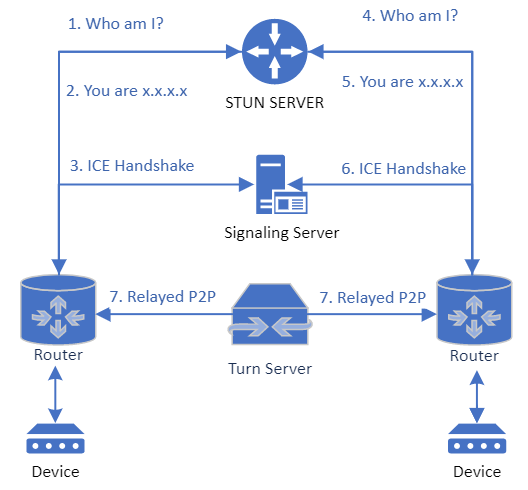 1. Who am I?
4. Who am I?
2. You are x.x.x.x
5. You are x.x.x.x
STUN SERVER
3. ICE Handshake
6. ICE Handshake
Signaling Server
7. Relayed P2P
7. Relayed P2P
Router
Turn Server
Router
Device
Device